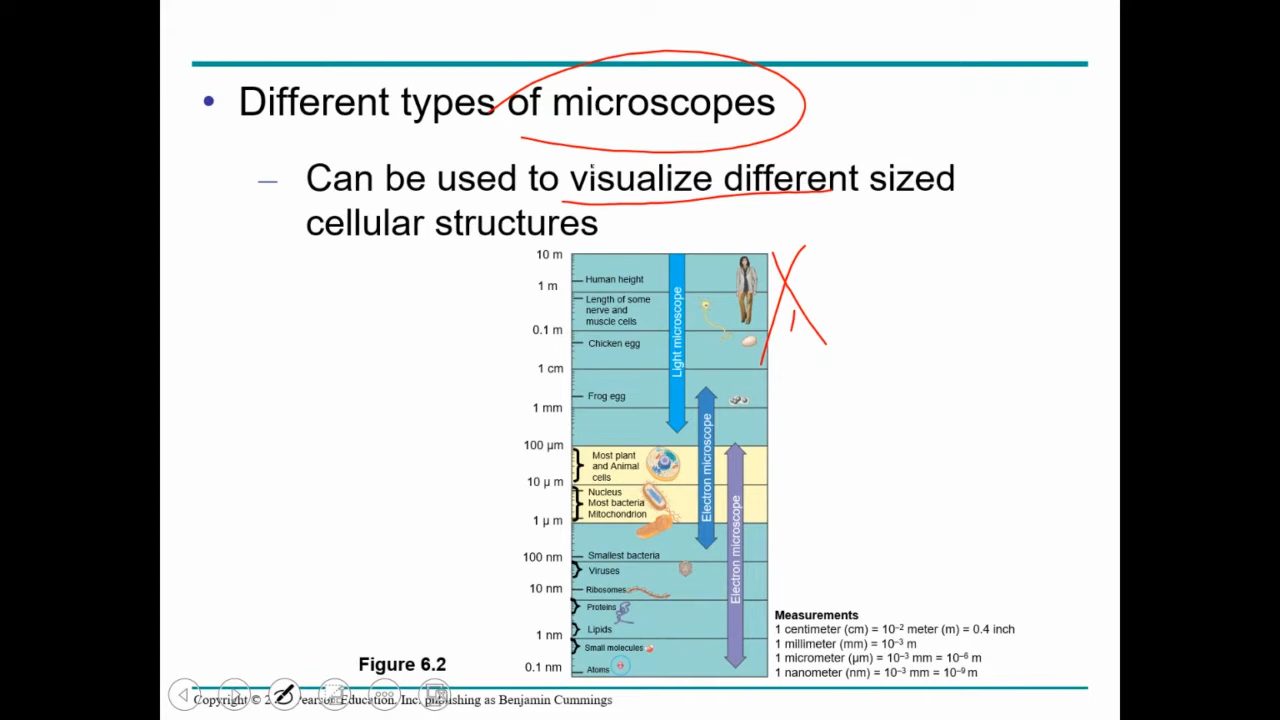 • Different types of microscopes
– Can be used to visualize different sized
cellular structures
10 m
Human height
1 m
Length of some
nerve and
muscle cells
0.1 m
Chicken egg
1 cm
Frog egg
1 mm
100 µm
Most plant
and Animal
cells
10 µ m
Nucleus
Most bacteria
Mitochondrion
1 µ m
Smallest bacteria
100 nm
Viruses
10 nm
Ribosomes
Proteins
Lipids
1 nm
Small molecules
0.1 nm
Atoms
Light microscope
Electron microscope
Electron microscope
Measurements
1 centimeter (cm) = 10⁻² meter (m) = 0.4 inch
1 millimeter (mm) = 10⁻³ m
1 micrometer (µm) = 10⁻³ mm = 10⁻⁶ m
1 nanometer (nm) = 10⁻³ mm = 10⁻⁹ m
Figure 6.2
Copyright © Pearson Education, Inc. publishing as Benjamin Cummings